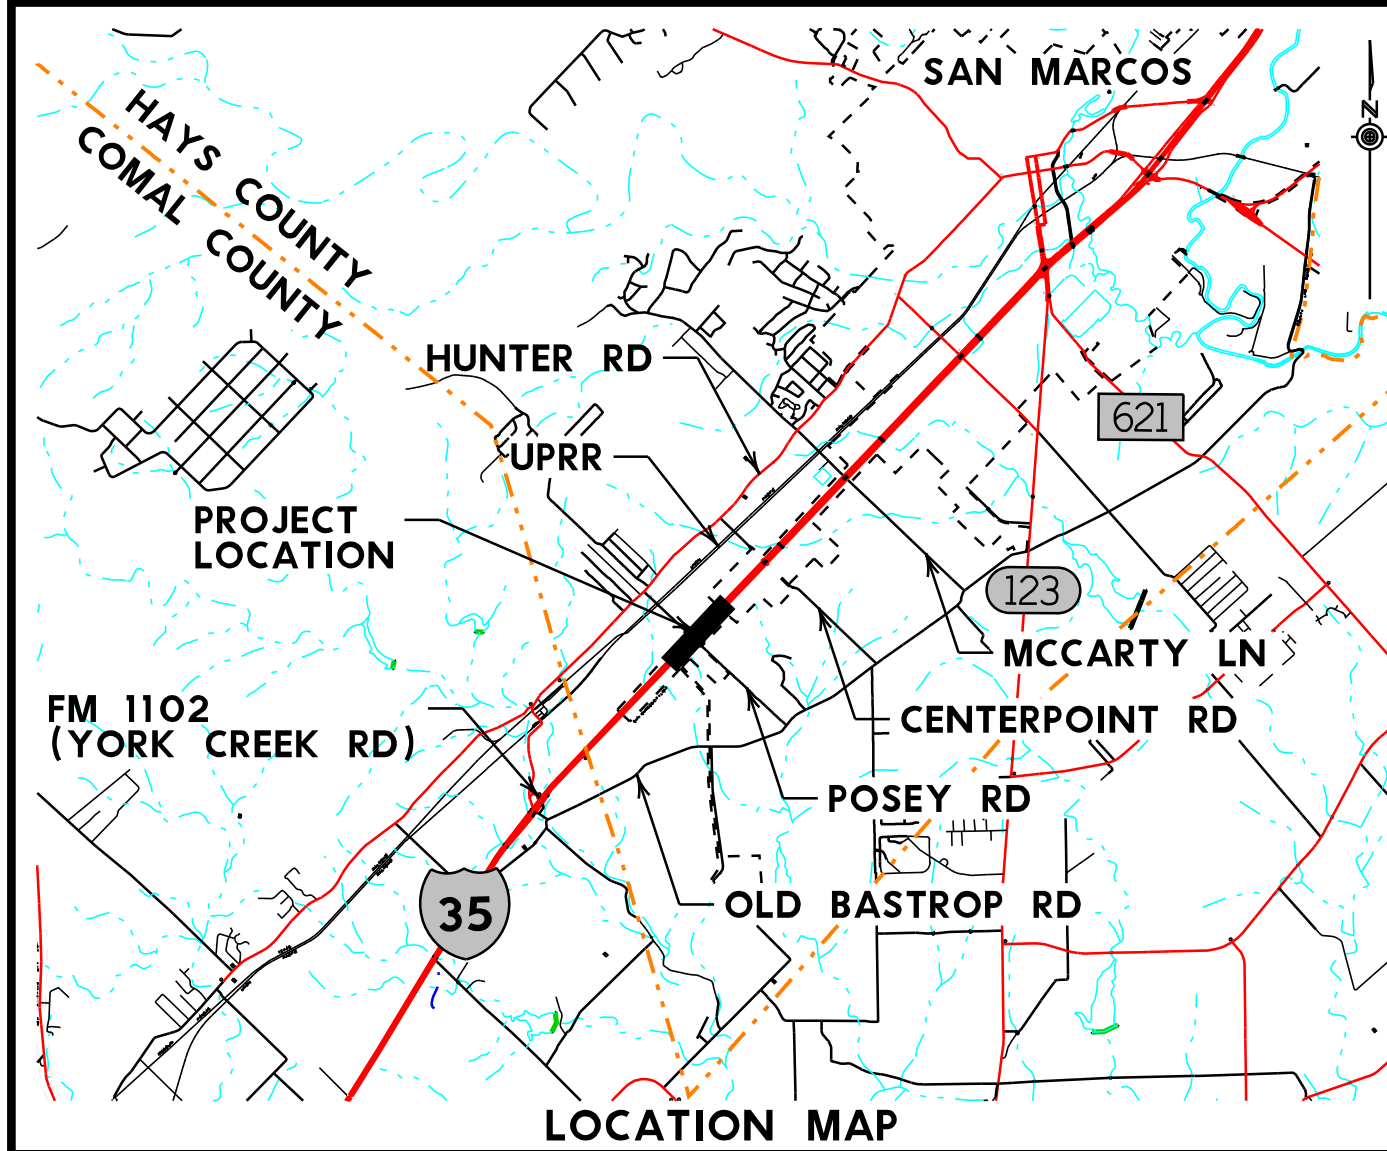 SAN MARCOS
N
HAYS COUNTY
COMAL COUNTY
HUNTER RD
621
UPRR
PROJECT
LOCATION
123
MCCARTY LN
FM 1102
(YORK CREEK RD)
CENTERPOINT RD
POSEY RD
35
OLD BASTROP RD
LOCATION MAP